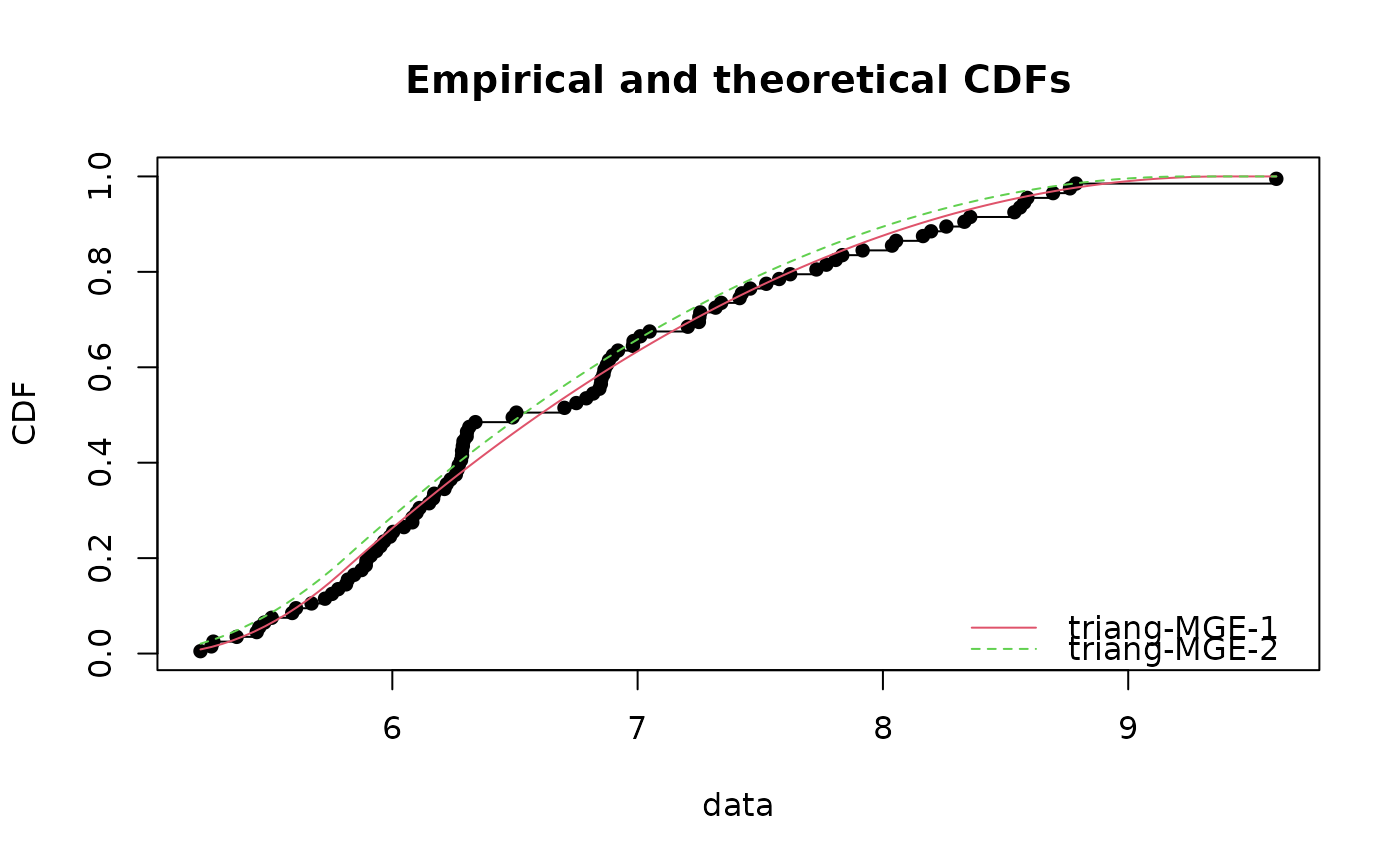 Empirical and theoretical CDFs
CDF
1.0
0.8
0.6
0.4
0.2
0.0
triang-MGE-1
triang-MGE-2
6 7 8 9
data